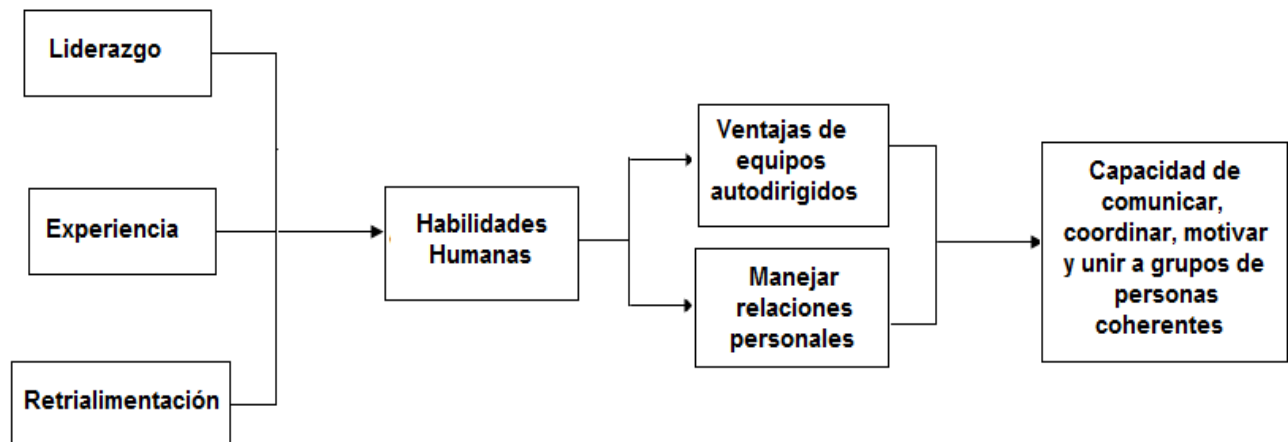 Liderazgo
Experiencia
Retrialimentación
Habilidades
Humanas
Ventajas de
equipos
autodirigidos
Manejar
relaciones
personales
Capacidad de
comunicar,
coordinar, motivar
y unir a grupos de
personas
coherentes